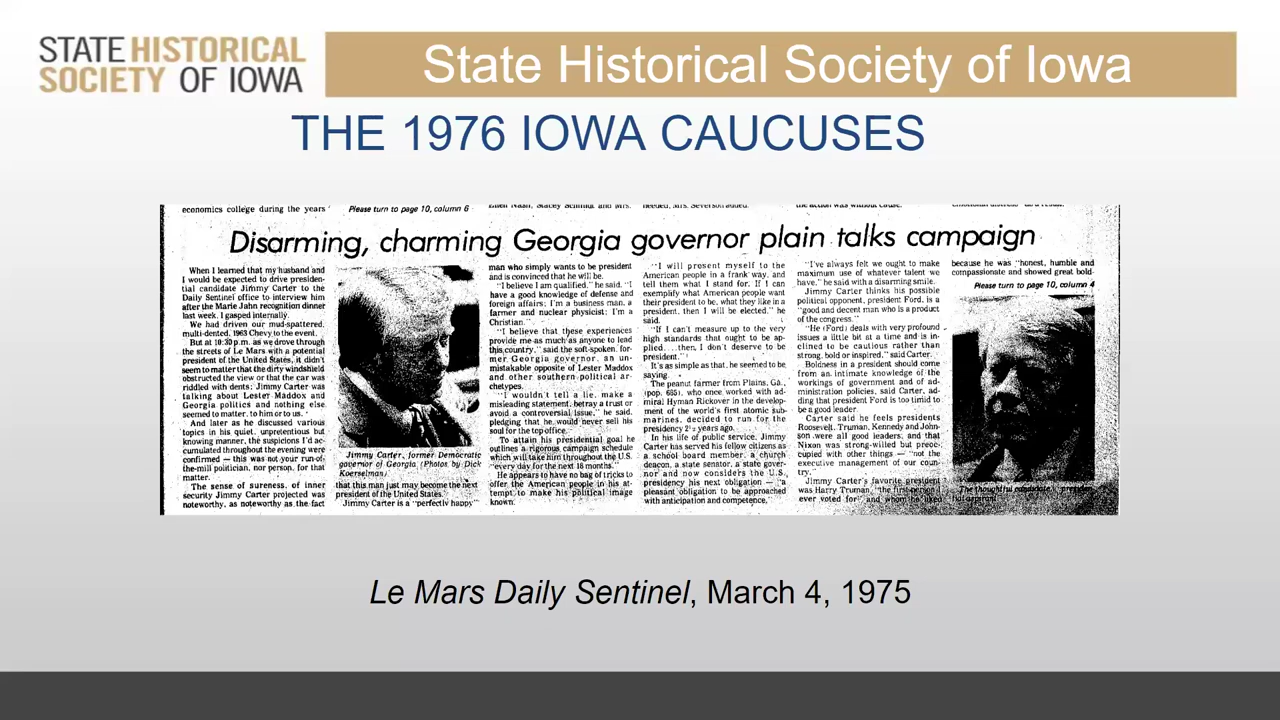 STATE HISTORICAL
SOCIETY OF IOWA
State Historical Society of Iowa
THE 1976 IOWA CAUCUSES
economics college during the years
Please turn to page 10, column 6
needed, Mrs. Severson added.
the action was without cause.
Disarming, charming Georgia governor plain talks campaign
When I learned that my husband and
I would be expected to drive presiden-
tial candidate Jimmy Carter to the
Daily Sentinel office to interview him
after the Marie Jahn recognition dinner
last week, I gasped internally.
We had driven our mud-spattered,
multi-dented, 1963 Chevy to the event.
But at 10:30 p.m. as we drove through
the streets of Le Mars with a potential
president of the United States, it didn't
seem to matter that the dirty windshield
obstructed the view or that the car was
riddled with dents; Jimmy Carter was
talking about Lester Maddox and
Georgia politics and nothing else
seemed to matter, to him or to us.
And later as he discussed various
topics in his quiet, unpretentious but
knowing manner, the suspicions I'd ac-
cumulated throughout the evening were
confirmed — this was not your run-of-
the-mill politician, nor person, for that
matter.
The sense of sureness, of inner
security Jimmy Carter projected was
noteworthy, as noteworthy as the fact
Jimmy Carter, former Democratic
governor of Georgia (Photos by Dick
Koerselman)
that this man just may become the next
president of the United States.
Jimmy Carter is a "perfectly happy"
man who simply wants to be president
and is convinced that he will be.
"I believe I am qualified," he said. "I
have a good knowledge of defense and
foreign affairs; I'm a business man, a
farmer and nuclear physicist; I'm a
Christian."
"I believe that these experiences
provide me as much as anyone to lead
this country," said the soft-spoken for-
mer Georgia governor, an un-
mistakable opposite of Lester Maddox
and other southern political ar-
chetypes.
"I wouldn't tell a lie, make a
misleading statement, betray a trust or
avoid a controversial issue," he said,
pledging that he would never sell his
soul for the top office.
To attain his presidential goal he
outlines a rigorous campaign schedule
which will take him throughout the U.S.
"every day for the next 18 months."
He appears to have no bag of tricks to
offer the American people in his at-
tempt to make his political image
known.
"I will present myself to the
American people in a frank way, and
tell them what I stand for. If I can
exemplify what American people want
their president to be, what they like in a
president, then I will be elected," he
said.
"If I can't measure up to the very
high standards that ought to be ap-
plied. . .then, I don't deserve to be
president."
It's as simple as that, he seemed to be
saying.
The peanut farmer from Plains, Ga.,
(pop. 683), who once worked with ad-
miral Hyman Rickover in the develop-
ment of the world's first atomic sub-
marines, decided to run for the
presidency 2½ years ago.
In his life of public service, Jimmy
Carter has served his fellow citizens as
a school board member, a church
deacon, a state senator, a state gover-
nor and now considers the U.S.
presidency his next obligation — "a
pleasant obligation to be approached
with anticipation and competence."
"I've always felt we ought to make
maximum use of whatever talent we
have," he said with a disarming smile.
Jimmy Carter thinks his possible
political opponent, president Ford, is a
"good and decent man who is a product
of the congress."
"He (Ford) deals with very profound
issues a little bit at a time and is in-
clined to be cautious rather than
strong, bold or inspired," said Carter.
Boldness in a president should come
from an intimate knowledge of the
workings of government and of ad-
ministration policies, said Carter, ad-
ding that president Ford is too timid to
be a good leader.
Carter said he feels presidents
Roosevelt, Truman, Kennedy and John-
son were all good leaders, and that
Nixon was strong-willed but preoc-
cupied with other things — "not the
executive management of our coun-
try."
Jimmy Carter's favorite president
was Harry Truman, "the first person I
ever voted for" and whom he liked
because he was "honest, humble and
compassionate and showed great bold-
Please turn to page 10, column 4
The thoughtful
Le Mars Daily Sentinel, March 4, 1975